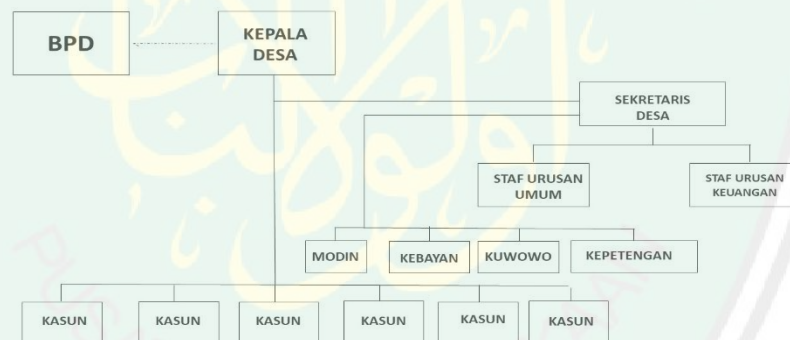 BPD
KEPALA
DESA
SEKRETARIS
DESA
STAF URUSAN
UMUM
STAF URUSAN
KEUANGAN
MODIN
KEBAYAN
KUWOWO
KEPETENGAN
KASUN
KASUN
KASUN
KASUN
KASUN
KASUN